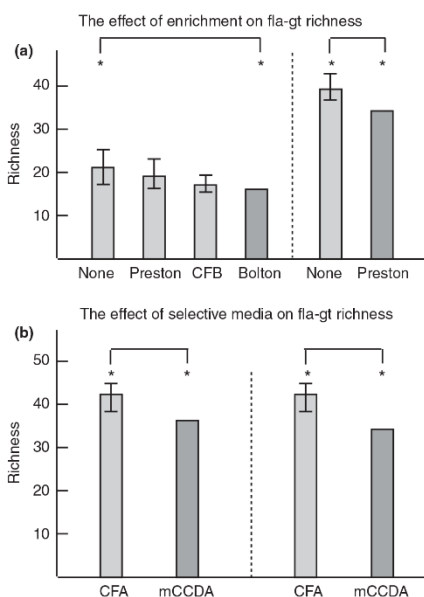 The effect of enrichment on fla-gt richness
(a)
* * * *
40
30
20
10
Richness
None Preston CFB Bolton None Preston
The effect of selective media on fla-gt richness
(b)
50
* * * *
40
30
20
10
Richness
CFA mCCDA CFA mCCDA